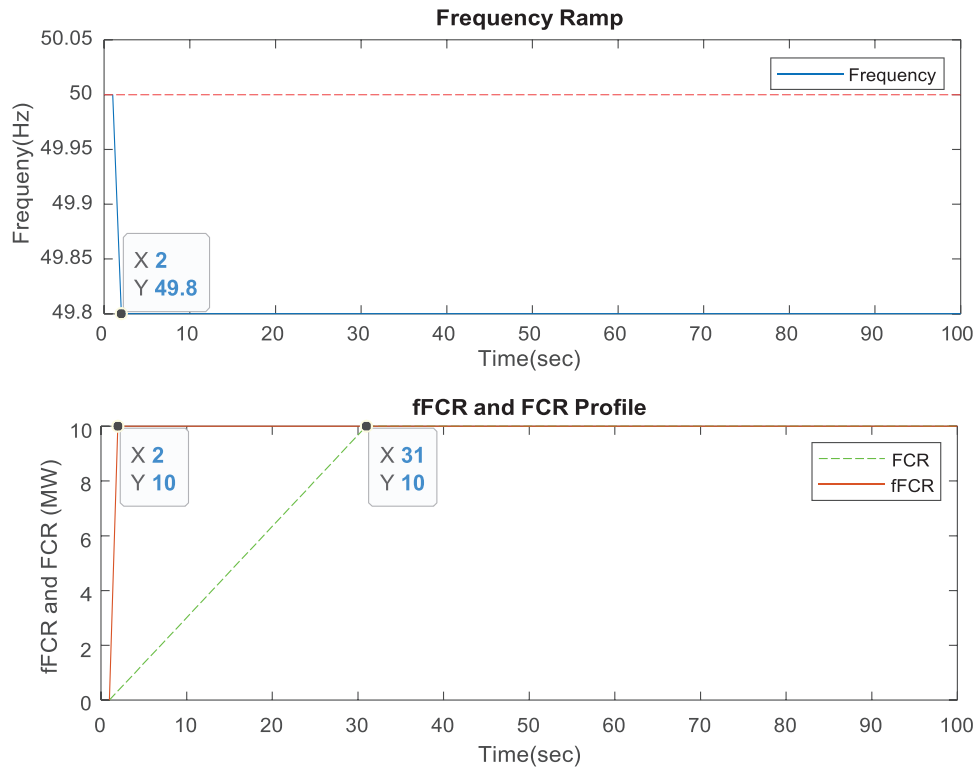 Frequency Ramp
50.05
50
49.95
49.9
49.85
49.8
Frequeny(Hz)
Frequency
X 2
Y 49.8
0 10 20 30 40 50 60 70 80 90 100
Time(sec)
fFCR and FCR Profile
10
8
6
4
2
0
fFCR and FCR (MW)
X 2
Y 10
X 31
Y 10
FCR
fFCR
0 10 20 30 40 50 60 70 80 90 100
Time(sec)